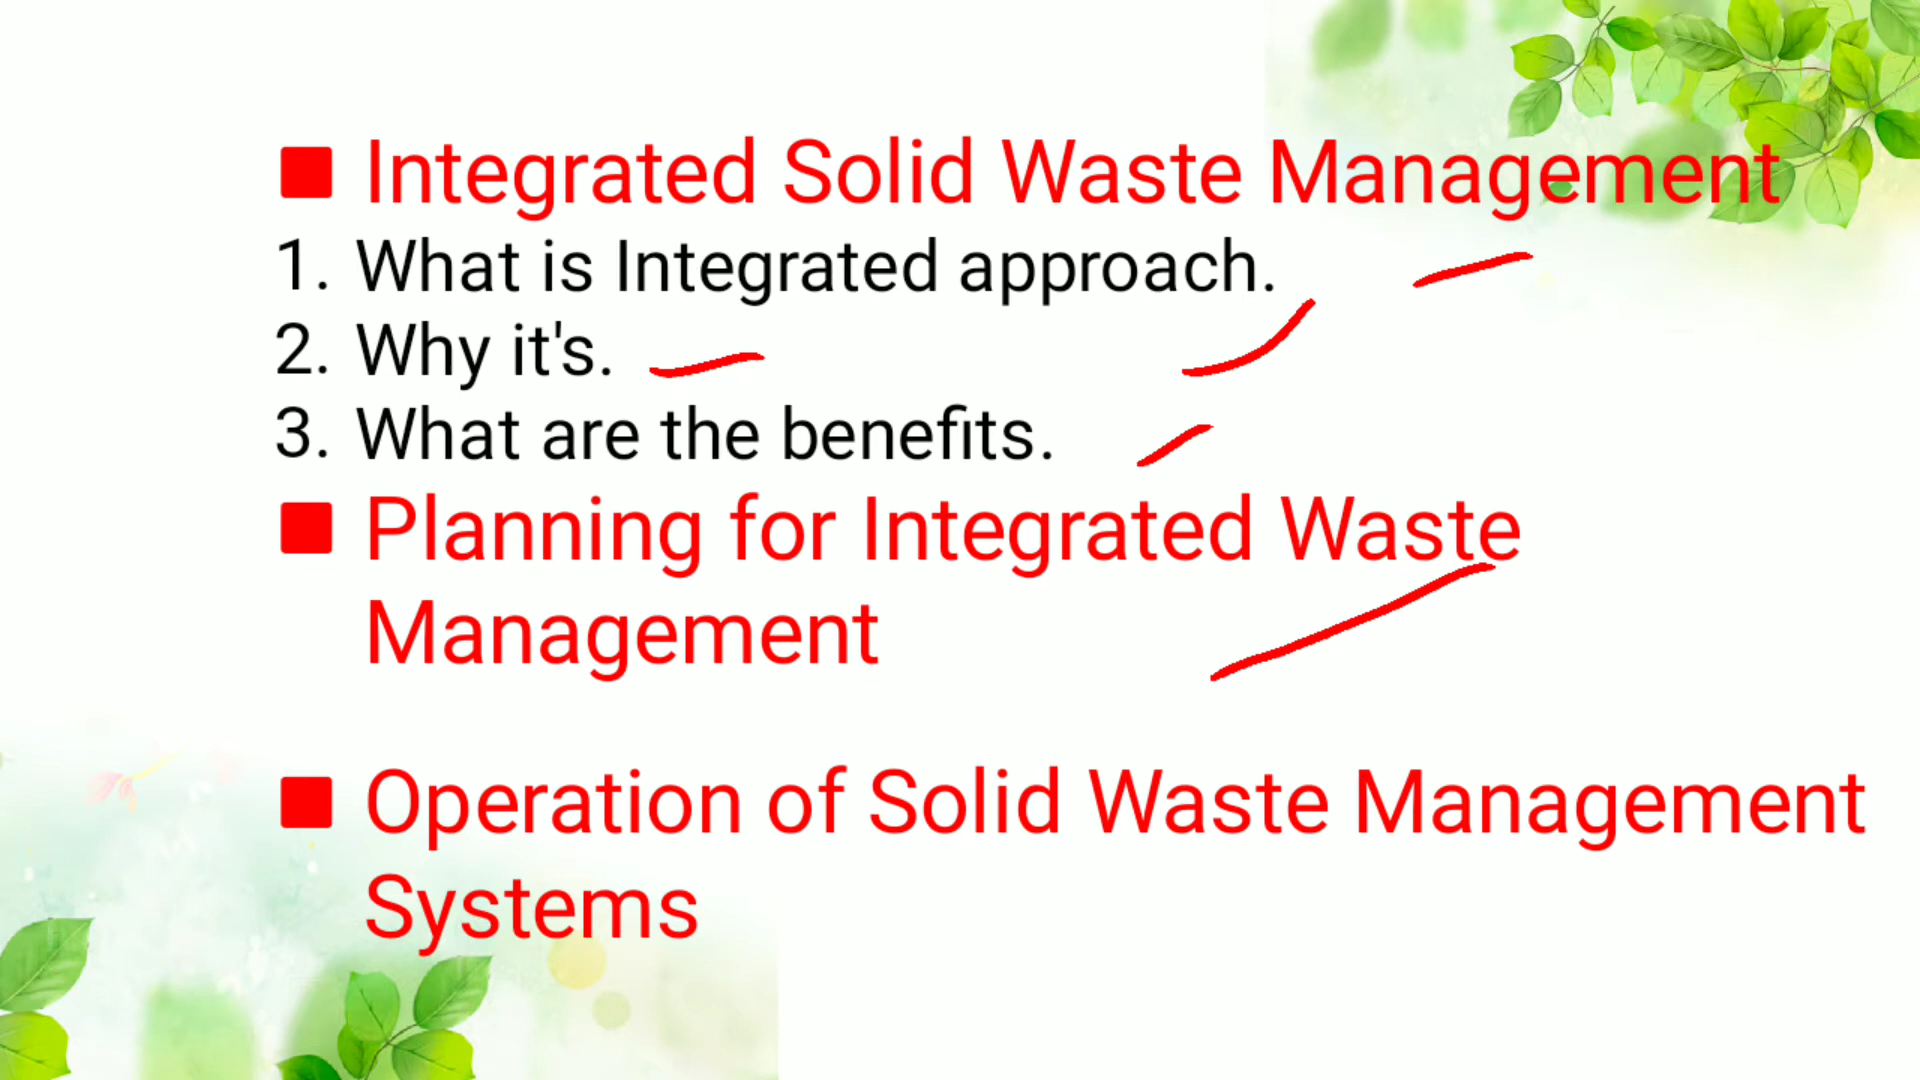 ■ Integrated Solid Waste Management
1. What is Integrated approach.
2. Why it's.
3. What are the benefits.
■ Planning for Integrated Waste
Management
■ Operation of Solid Waste Management
Systems